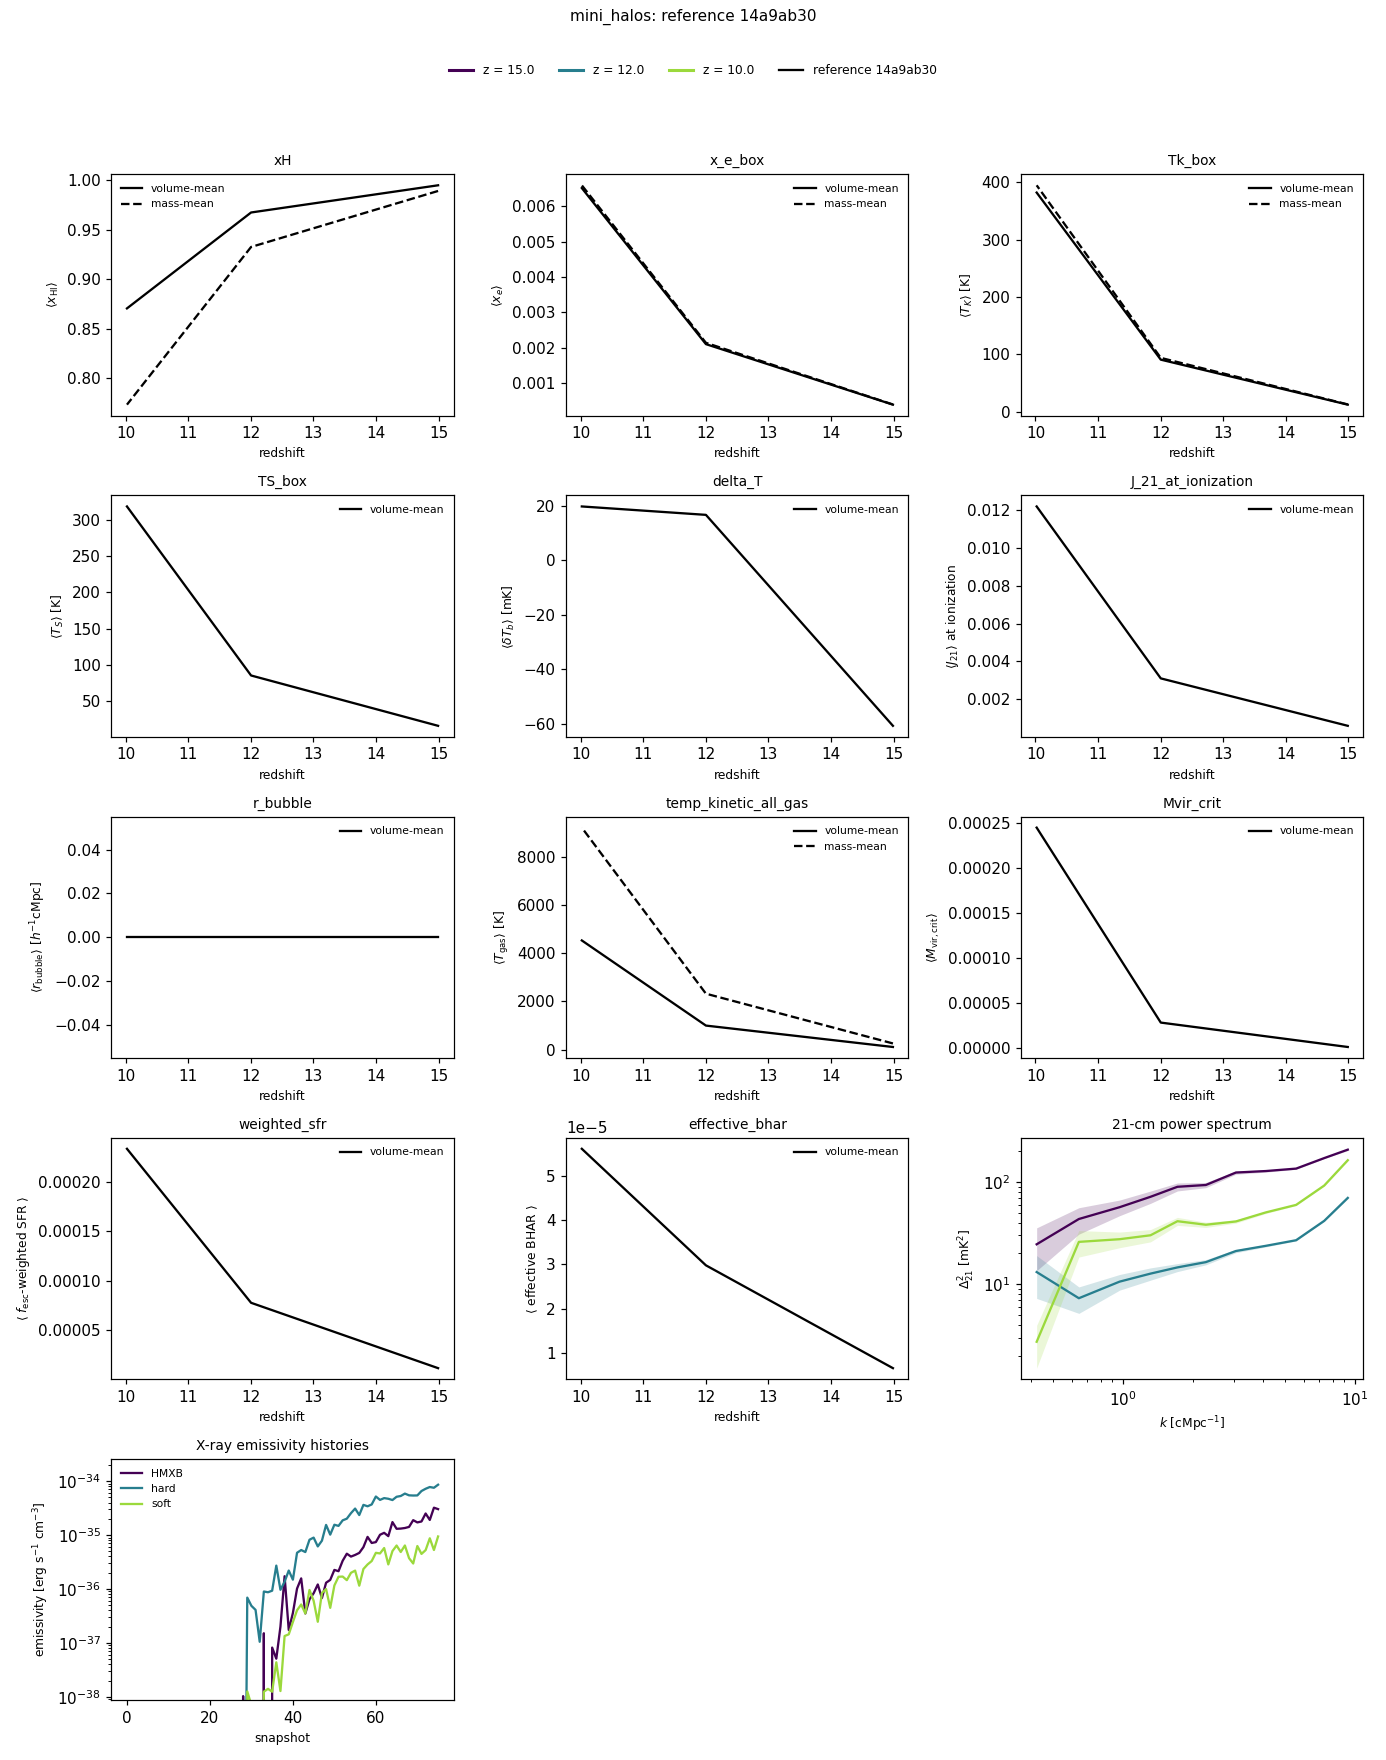 mini_halos: reference 14a9ab30
z = 15.0 z = 12.0 z = 10.0 reference 14a9ab30
xH
⟨x_HI⟩
volume-mean
mass-mean
1.00
0.95
0.90
0.85
0.80
10 11 12 13 14 15
redshift
x_e_box
⟨x_e⟩
volume-mean
mass-mean
0.006
0.005
0.004
0.003
0.002
0.001
10 11 12 13 14 15
redshift
Tk_box
⟨T_K⟩ [K]
volume-mean
mass-mean
400
300
200
100
0
10 11 12 13 14 15
redshift
TS_box
⟨T_S⟩ [K]
volume-mean
300
250
200
150
100
50
10 11 12 13 14 15
redshift
delta_T
⟨δT_b⟩ [mK]
volume-mean
20
0
−20
−40
−60
10 11 12 13 14 15
redshift
J_21_at_ionization
⟨J_21⟩ at ionization
volume-mean
0.012
0.010
0.008
0.006
0.004
0.002
10 11 12 13 14 15
redshift
r_bubble
⟨r_bubble⟩ [h⁻¹cMpc]
volume-mean
0.04
0.02
0.00
−0.02
−0.04
10 11 12 13 14 15
redshift
temp_kinetic_all_gas
⟨T_gas⟩ [K]
volume-mean
mass-mean
8000
6000
4000
2000
0
10 11 12 13 14 15
redshift
Mvir_crit
⟨M_vir,crit⟩
volume-mean
0.00025
0.00020
0.00015
0.00010
0.00005
0.00000
10 11 12 13 14 15
redshift
weighted_sfr
⟨ f_esc-weighted SFR ⟩
volume-mean
0.00020
0.00015
0.00010
0.00005
10 11 12 13 14 15
redshift
effective_bhar
⟨ effective BHAR ⟩
1e−5
volume-mean
5
4
3
2
1
10 11 12 13 14 15
redshift
21-cm power spectrum
Δ²_21 [mK²]
10²
10¹
10⁰ 10¹
k [cMpc⁻¹]
X-ray emissivity histories
emissivity [erg s⁻¹ cm⁻³]
HMXB
hard
soft
10⁻³⁴
10⁻³⁵
10⁻³⁶
10⁻³⁷
10⁻³⁸
0 20 40 60
snapshot